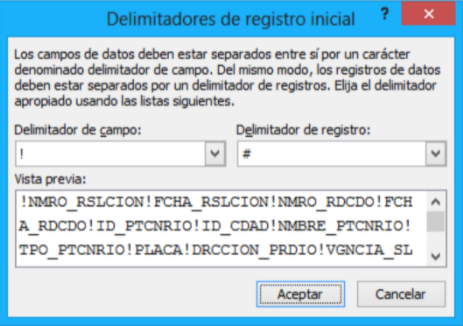 Delimitadores de registro inicial ? ×
Los campos de datos deben estar separados entre sí por un carácter
denominado delimitador de campo. Del mismo modo, los registros de datos
deben estar separados por un delimitador de registros. Elija el delimitador
apropiado usando las listas siguientes.
Delimitador de campo: Delimitador de registro:
! #
Vista previa:
!NMRO_RSLCION!FCHA_RSLCION!NMRO_RDCDO!FCH
A_RDCDO!ID_PTCNRIO!ID_CDAD!NMBRE_PTCNRIO!
TPO_PTCNRIO!PLACA!DRCCION_PRDIO!VGNCIA_SL
Aceptar Cancelar